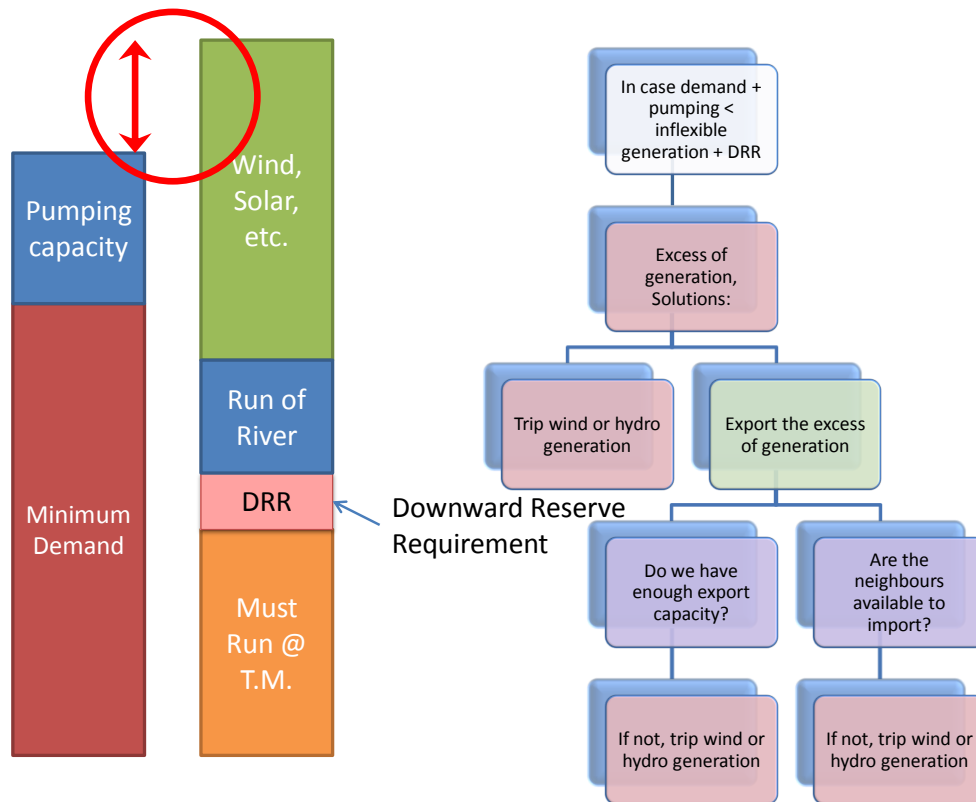 Pumping
capacity
Minimum
Demand
Wind,
Solar,
etc.
Run of
River
DRR
Must
Run @
T.M.
Downward Reserve
Requirement
In case demand +
pumping <
inflexible
generation + DRR
Excess of
generation,
Solutions:
Trip wind or hydro
generation
Export the excess
of generation
Do we have
enough export
capacity?
Are the
neighbours
available to
import?
If not, trip wind or
hydro generation
If not, trip wind or
hydro generation